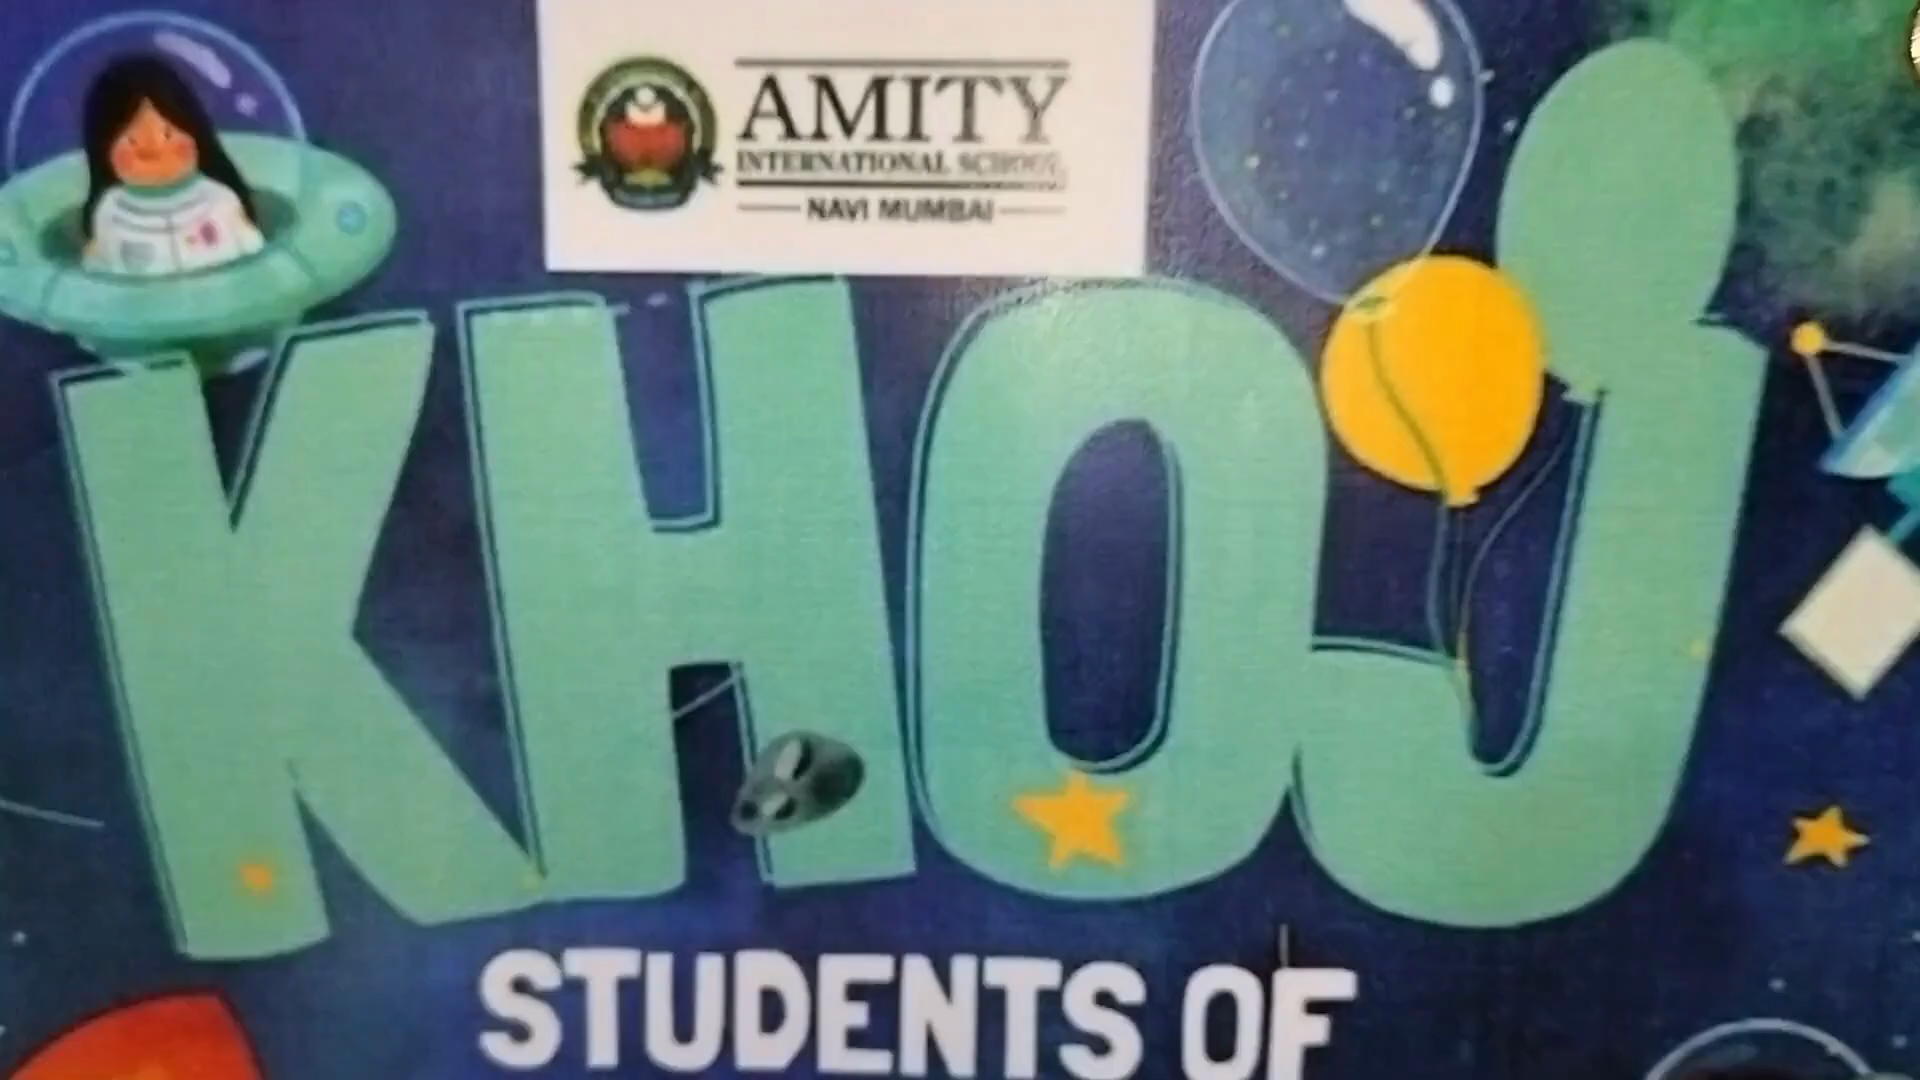 AMITY
INTERNATIONAL SCHOOL
NAVI MUMBAI
KHOJ
STUDENTS OF